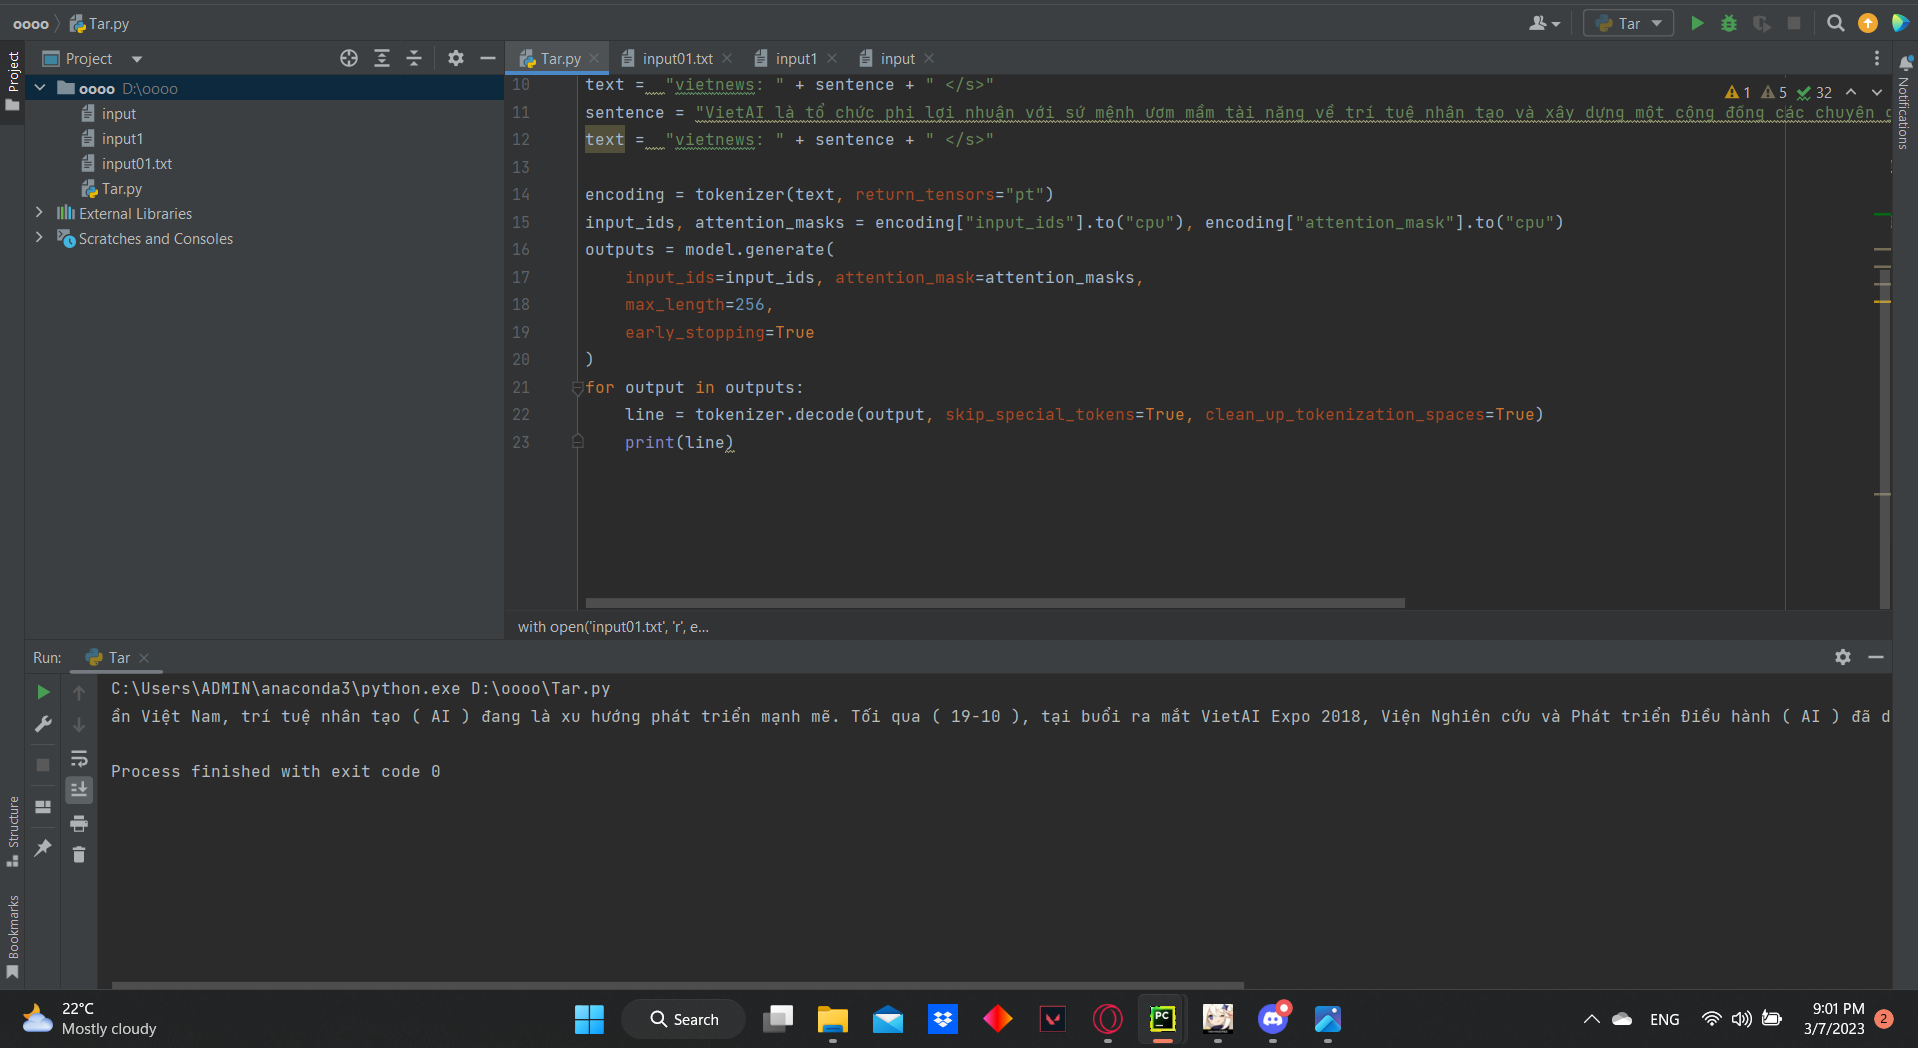 oooo Tar.py
Tar
Project
Tar.py input01.txt input1 input
oooo D:\oooo
input
input1
input01.txt
Tar.py
External Libraries
Scratches and Consoles
Project
Structure
Bookmarks
Notifications
1 5 32
10 text = "vietnews: " + sentence + " </s>"
11 sentence = "VietAI là tổ chức phi lợi nhuận với sứ mệnh ươm mầm tài năng về trí tuệ nhân tạo và xây dựng một cộng đồng các chuyên
12 text = "vietnews: " + sentence + " </s>"
13
14 encoding = tokenizer(text, return_tensors="pt")
15 input_ids, attention_masks = encoding["input_ids"].to("cpu"), encoding["attention_mask"].to("cpu")
16 outputs = model.generate(
17 input_ids=input_ids, attention_mask=attention_masks,
18 max_length=256,
19 early_stopping=True
20 )
21 for output in outputs:
22 line = tokenizer.decode(output, skip_special_tokens=True, clean_up_tokenization_spaces=True)
23 print(line)
with open('input01.txt', 'r', e...
Run: Tar
C:\Users\ADMIN\anaconda3\python.exe D:\oooo\Tar.py
ần Việt Nam, trí tuệ nhân tạo ( AI ) đang là xu hướng phát triển mạnh mẽ. Tối qua ( 19-10 ), tại buổi ra mắt VietAI Expo 2018, Viện Nghiên cứu và Phát triển Điều hành ( AI ) đã d
Process finished with exit code 0
22°C
Mostly cloudy
Search
PC
ENG
9:01 PM
3/7/2023
2